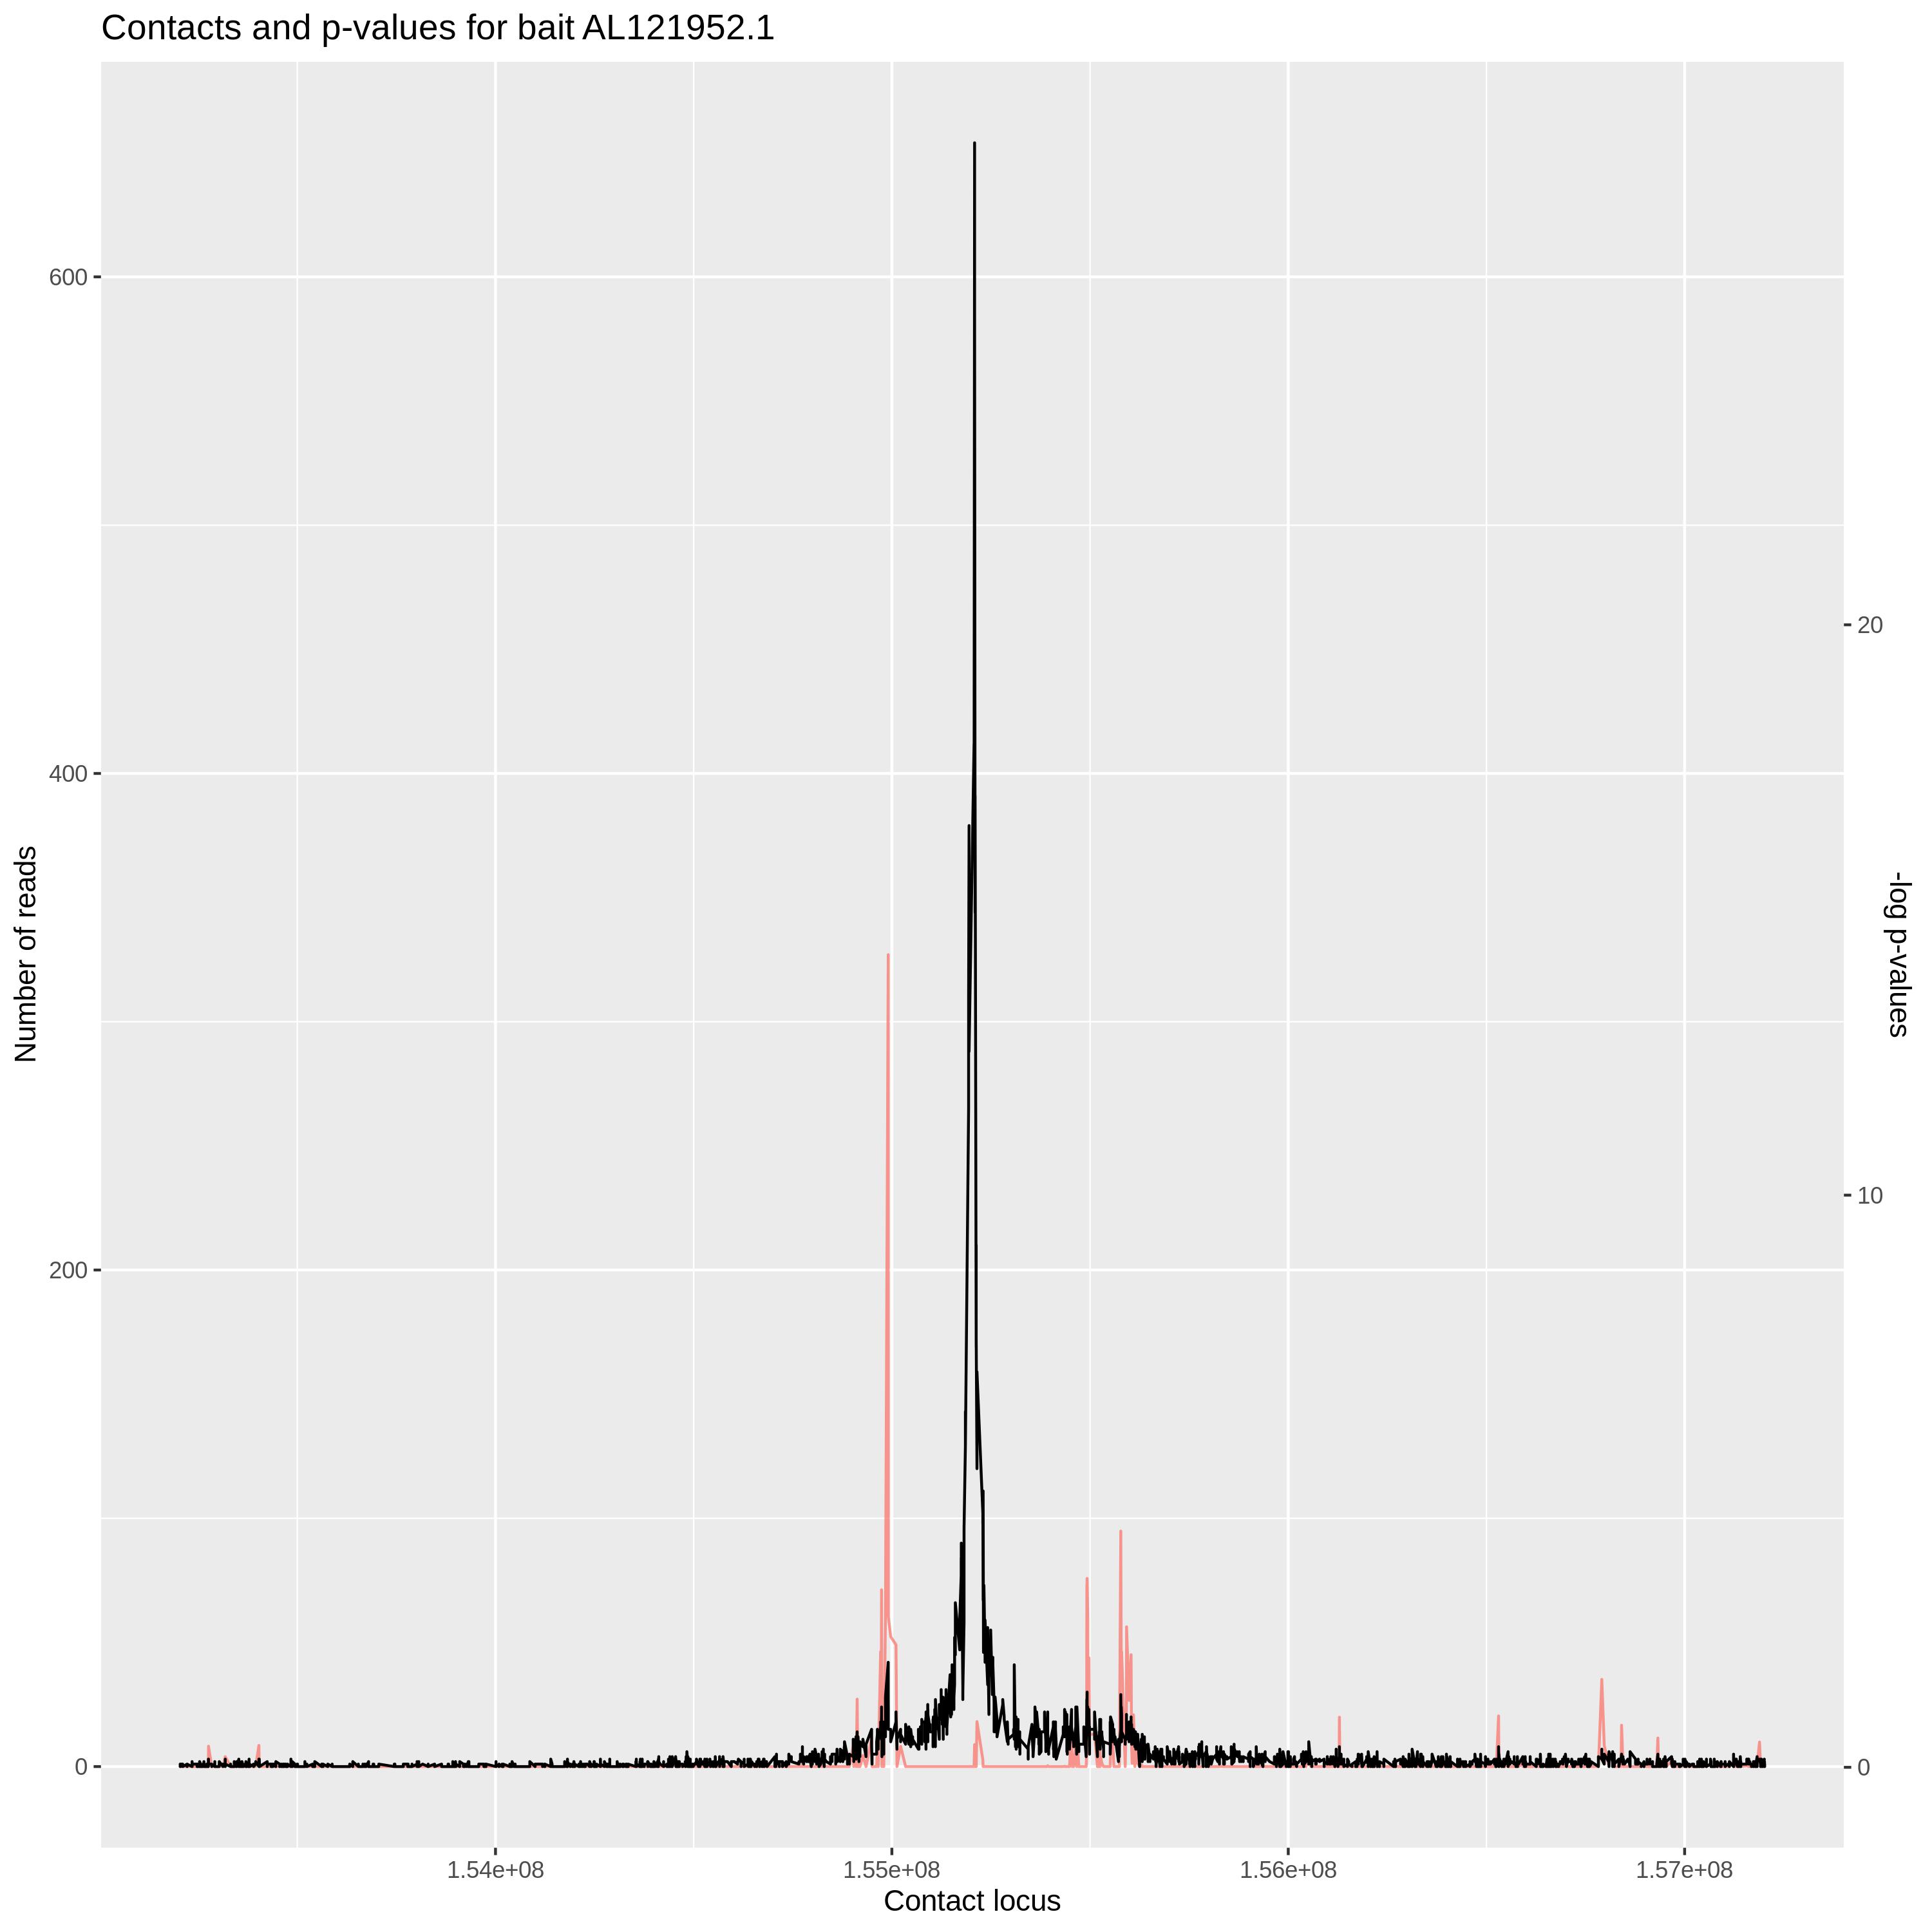 Contacts and p-values for bait AL121952.1
600
400
200
0
Number of reads
20
10
0
-log p-values
1.54e+08
1.55e+08
1.56e+08
1.57e+08
Contact locus